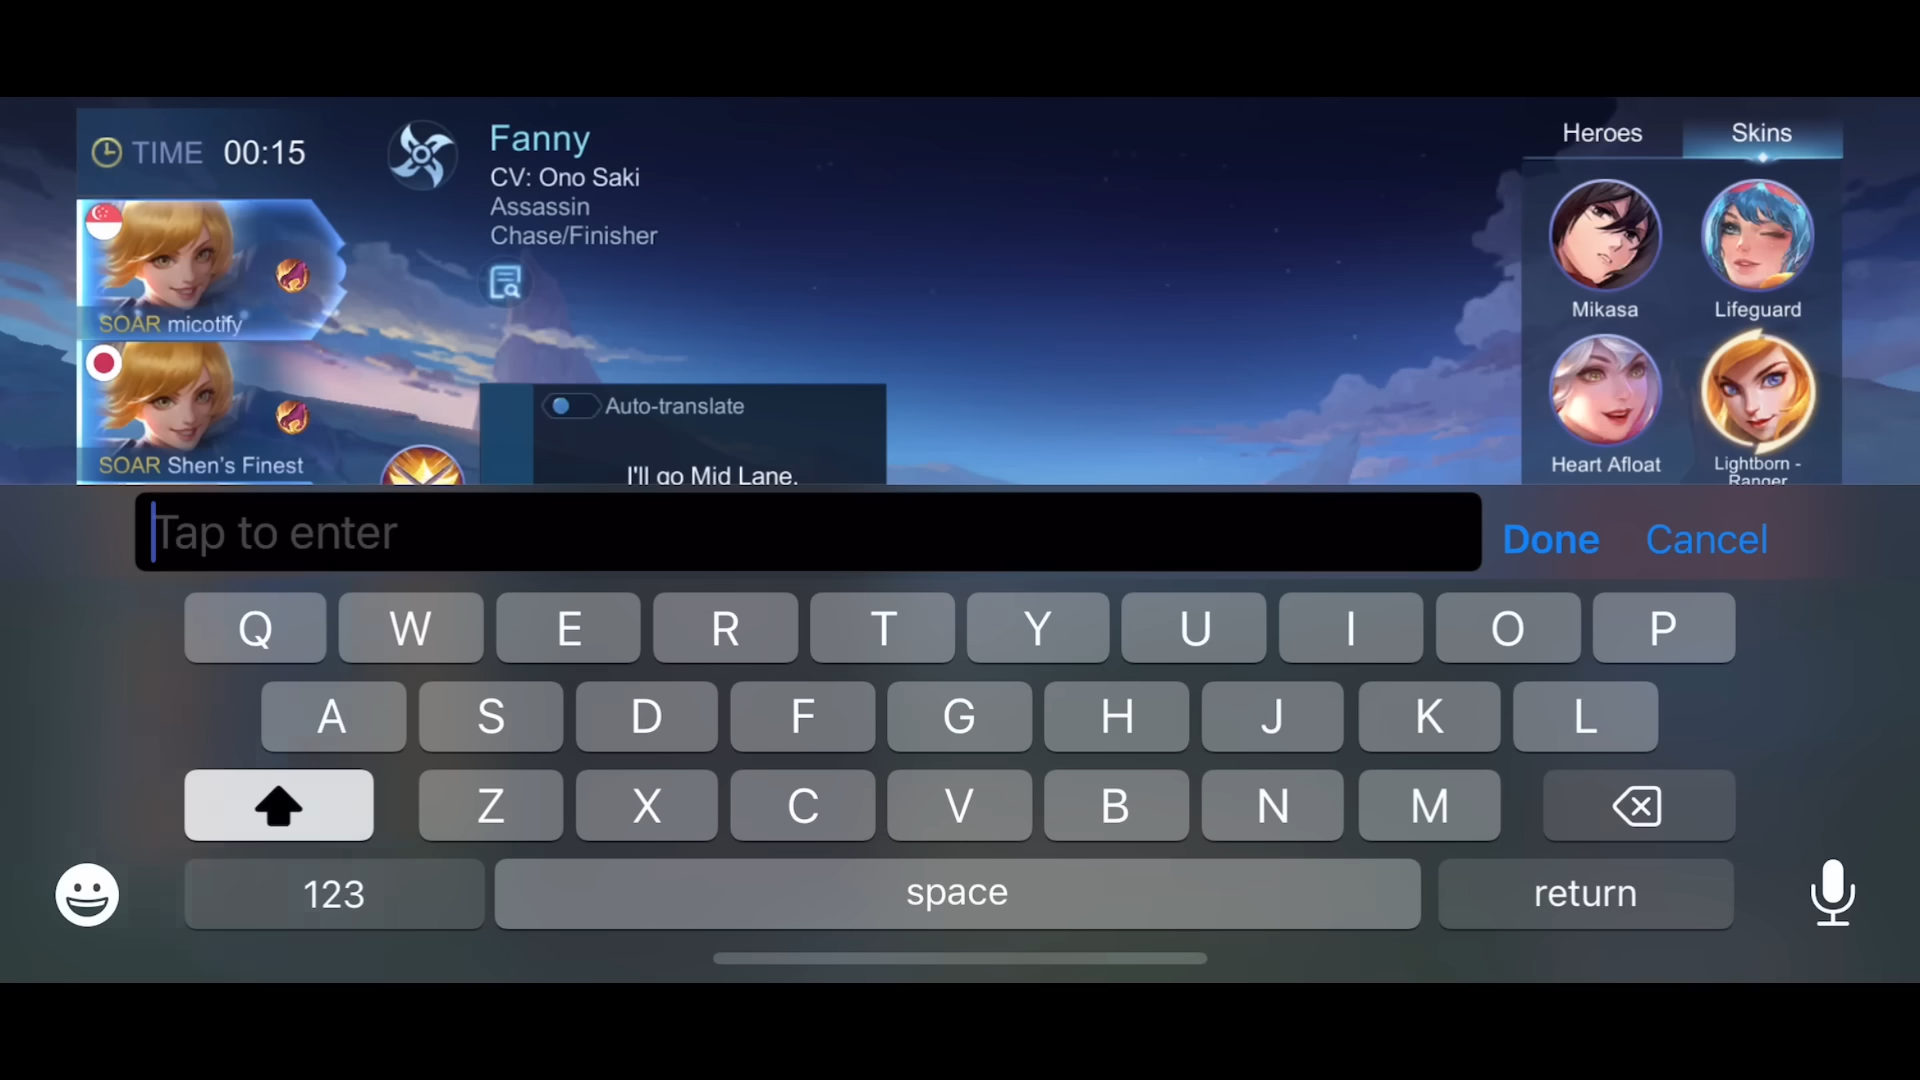 TIME 00:15
Fanny
CV: Ono Saki
Assassin
Chase/Finisher
Heroes
Skins
SOAR micotify
SOAR Shen's Finest
Mikasa
Lifeguard
Heart Afloat
Lightborn -
Ranger
Auto-translate
I'll go Mid Lane.
Tap to enter
Done
Cancel
Q W E R T Y U I O P
A S D F G H J K L
Z X C V B N M
123
space
return